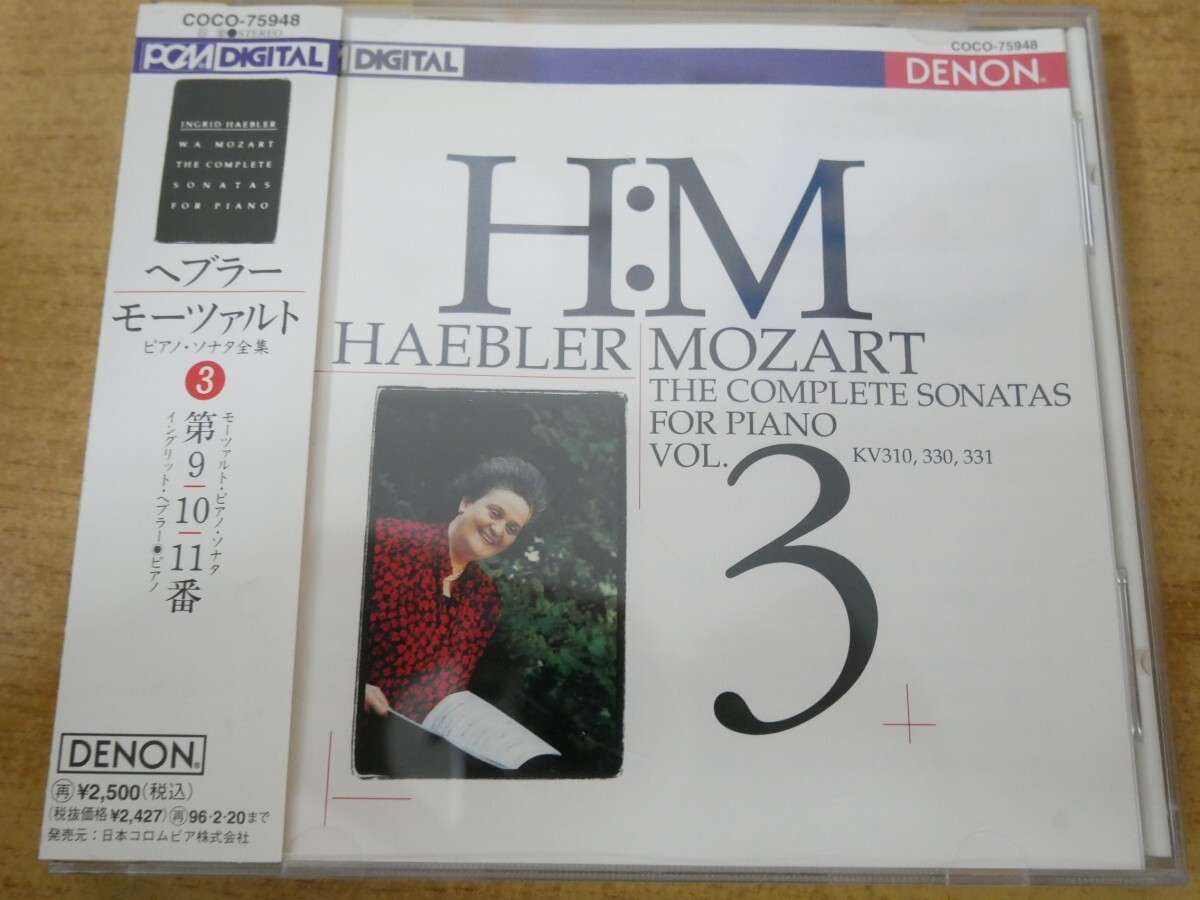 COCO-75948
STEREO
PCM DIGITAL
INGRID HAEBLER
W.A. MOZART
THE COMPLETE
SONATAS
FOR PIANO
ヘブラー
モーツァルト
ピアノ・ソナタ全集
3
モーツァルト・ピアノ・ソナタ
第9|10|11番
イングリット・ヘブラー●ピアノ
DENON®
再¥2,500(税込)
(税抜価格¥2,427)再96・2・20まで
発売元:日本コロムビア株式会社
COCO-75948
DIGITAL
DENON®
H:M
HAEBLER
MOZART
THE COMPLETE SONATAS
FOR PIANO
VOL. 3
KV310, 330, 331